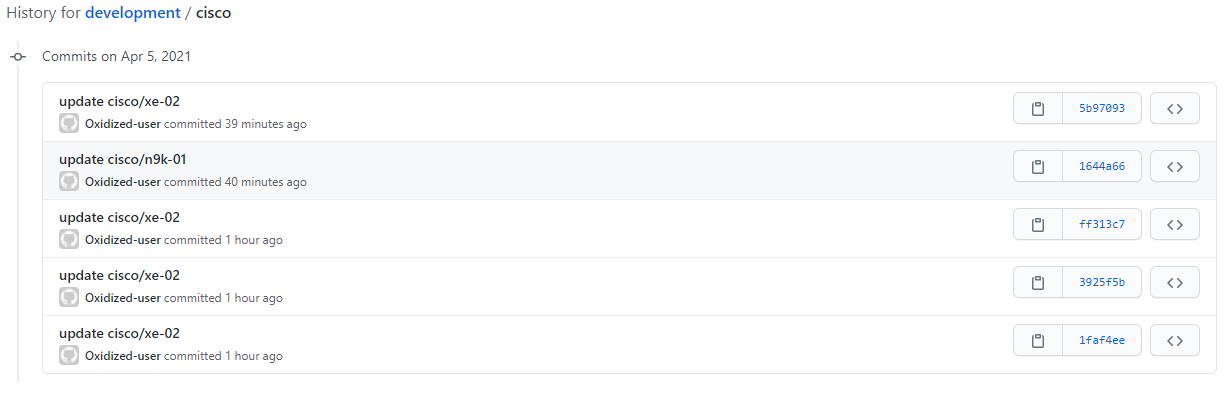 History for development / cisco
Commits on Apr 5, 2021
update cisco/xe-02
5b97093
Oxidized-user committed 39 minutes ago
update cisco/n9k-01
1644a66
Oxidized-user committed 40 minutes ago
update cisco/xe-02
ff313c7
Oxidized-user committed 1 hour ago
update cisco/xe-02
3925f5b
Oxidized-user committed 1 hour ago
update cisco/xe-02
1faf4ee
Oxidized-user committed 1 hour ago